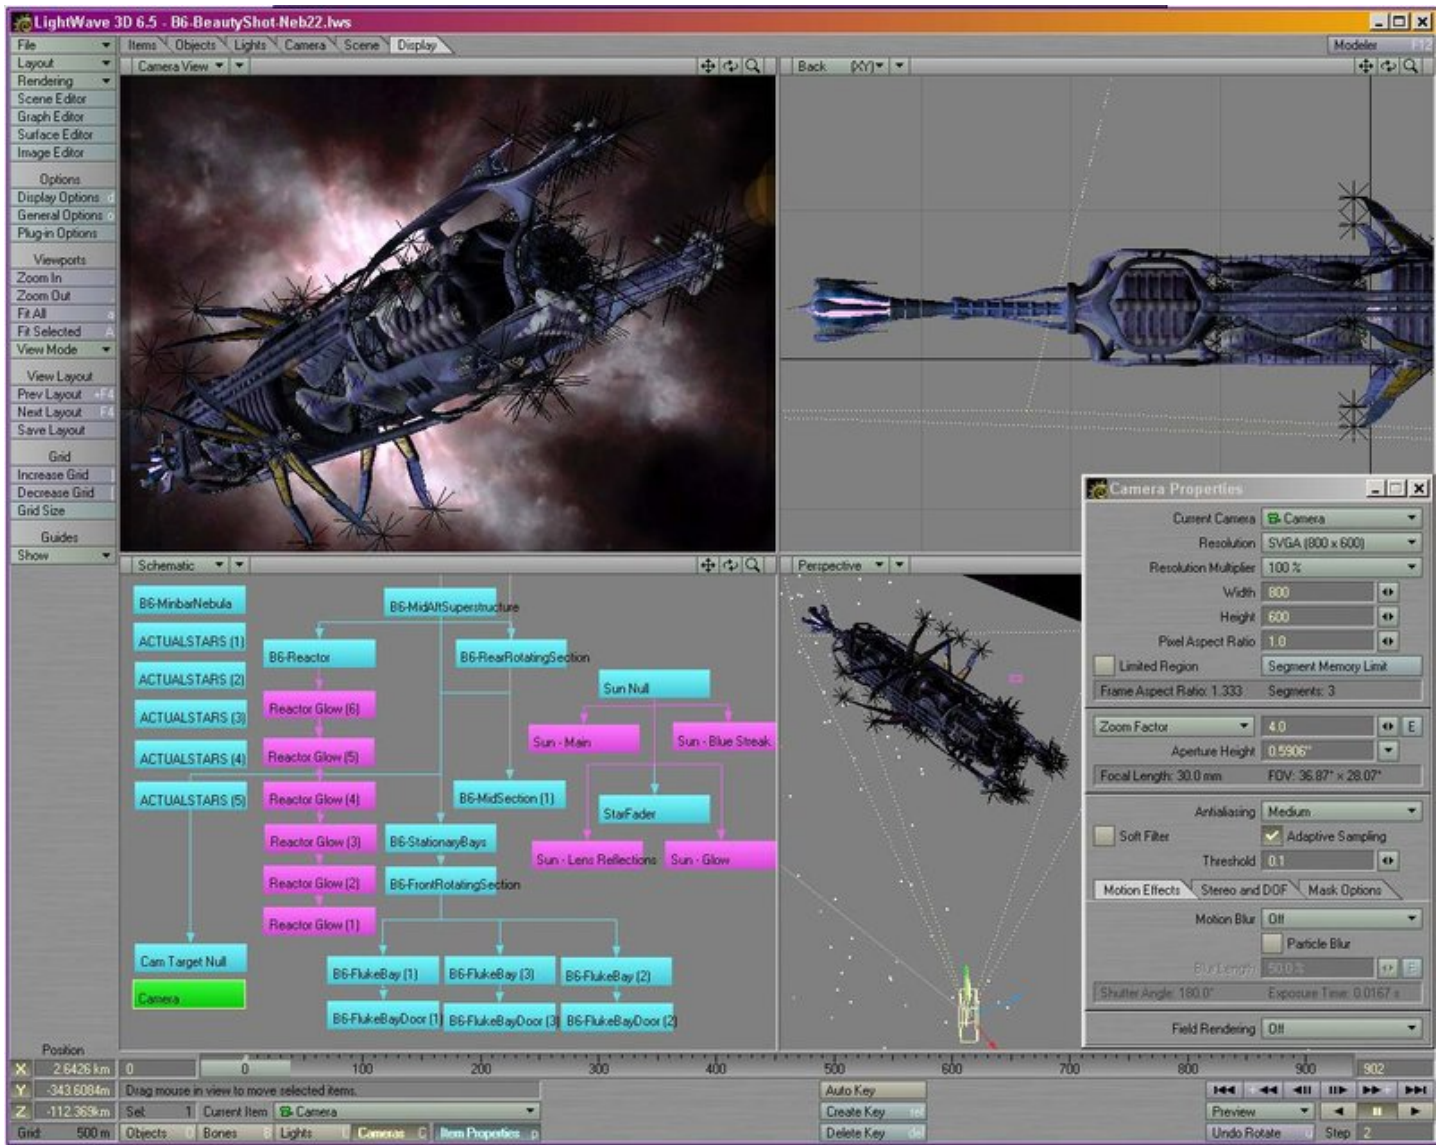 LightWave 3D 6.5 - B6-BeautyShot-Neb22.lws
File
Items Objects Lights Camera Scene Display
Modeler F12
Layout
Rendering
Scene Editor
Graph Editor
Surface Editor
Image Editor
Options
Display Options d
General Options o
Plug-in Options
Viewports
Zoom In
Zoom Out
Fit All a
Fit Selected A
View Mode
View Layout
Prev Layout +F4
Next Layout F4
Save Layout
Grid
Increase Grid ]
Decrease Grid [
Grid Size
Guides
Show
Camera View
Back (XY)
Schematic
B6-MinbarNebula
ACTUALSTARS (1)
ACTUALSTARS (2)
ACTUALSTARS (3)
ACTUALSTARS (4)
ACTUALSTARS (5)
Cam Target Null
Camera
B6-MidAftSuperstructure
B6-Reactor
B6-RearRotatingSection
Reactor Glow (6)
Reactor Glow (5)
Reactor Glow (4)
Reactor Glow (3)
Reactor Glow (2)
Reactor Glow (1)
Sun Null
Sun - Main
Sun - Blue Streak
B6-MidSection (1)
StarFader
B6-StationaryBays
Sun - Lens Reflections
Sun - Glow
B6-FrontRotatingSection
B6-FlukeBay (1)
B6-FlukeBay (3)
B6-FlukeBay (2)
B6-FlukeBayDoor (1)
B6-FlukeBayDoor (3)
B6-FlukeBayDoor (2)
Perspective
Camera Properties
Current Camera Camera
Resolution SVGA (800 x 600)
Resolution Multiplier 100 %
Width 800
Height 600
Pixel Aspect Ratio 1.0
Limited Region Segment Memory Limit
Frame Aspect Ratio: 1.333 Segments: 3
Zoom Factor 4.0 E
Aperture Height 0.5906"
Focal Length: 30.0 mm FOV: 36.87° x 28.07°
Antialiasing Medium
Soft Filter Adaptive Sampling
Threshold 0.1
Motion Effects Stereo and DOF Mask Options
Motion Blur Off
Particle Blur
Blur Length 50.0 % E
Shutter Angle: 180.0° Exposure Time: 0.0167 s
Field Rendering Off
Position
X 2.6426 km 0 0 100 200 300 400 500 600 700 800 900 902
Y -343.6084m Drag mouse in view to move selected items. Auto Key
Z -112.369km Sel: 1 Current Item Camera Create Key ret Preview
Grid: 500 m Objects O Bones B Lights L Cameras C Item Properties p Delete Key del Undo Rotate u Step 2